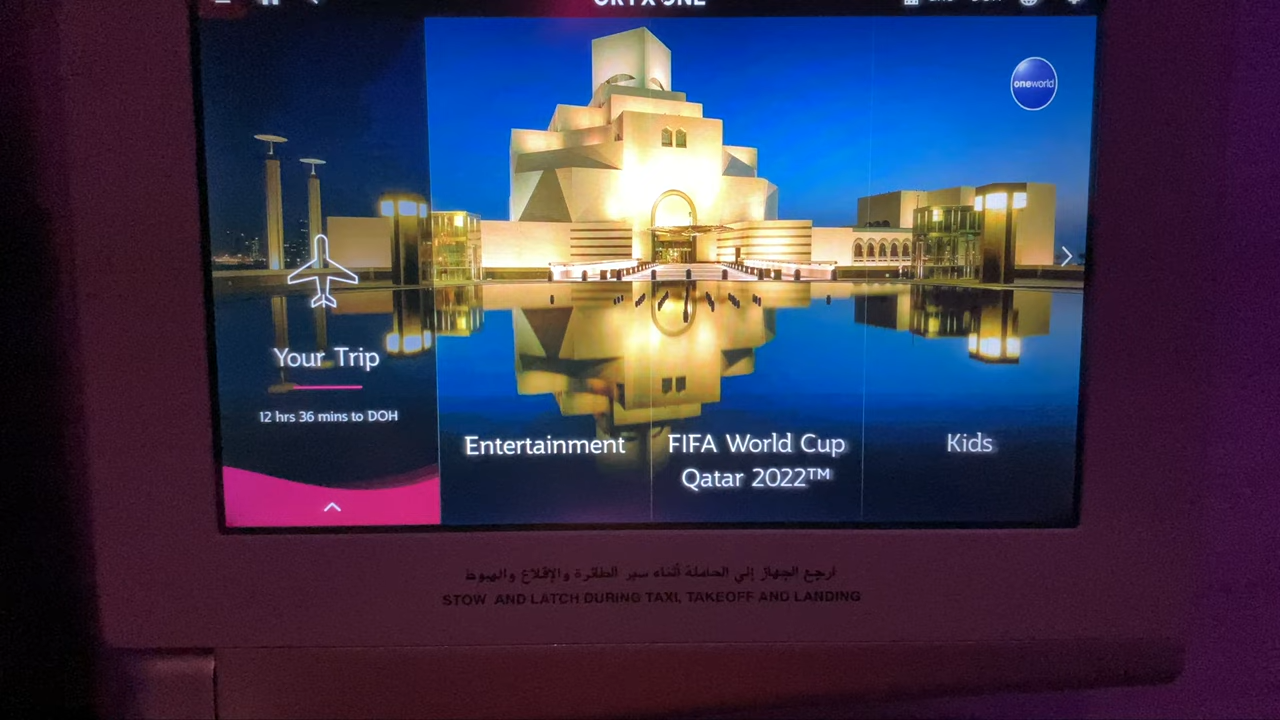 ORYX ONE
oneworld
Your Trip
12 hrs 36 mins to DOH
Entertainment
FIFA World Cup
Qatar 2022™
Kids
ارجع الجهاز إلى الحاملة أثناء سير الطائرة والإقلاع والهبوط
STOW AND LATCH DURING TAXI, TAKEOFF AND LANDING